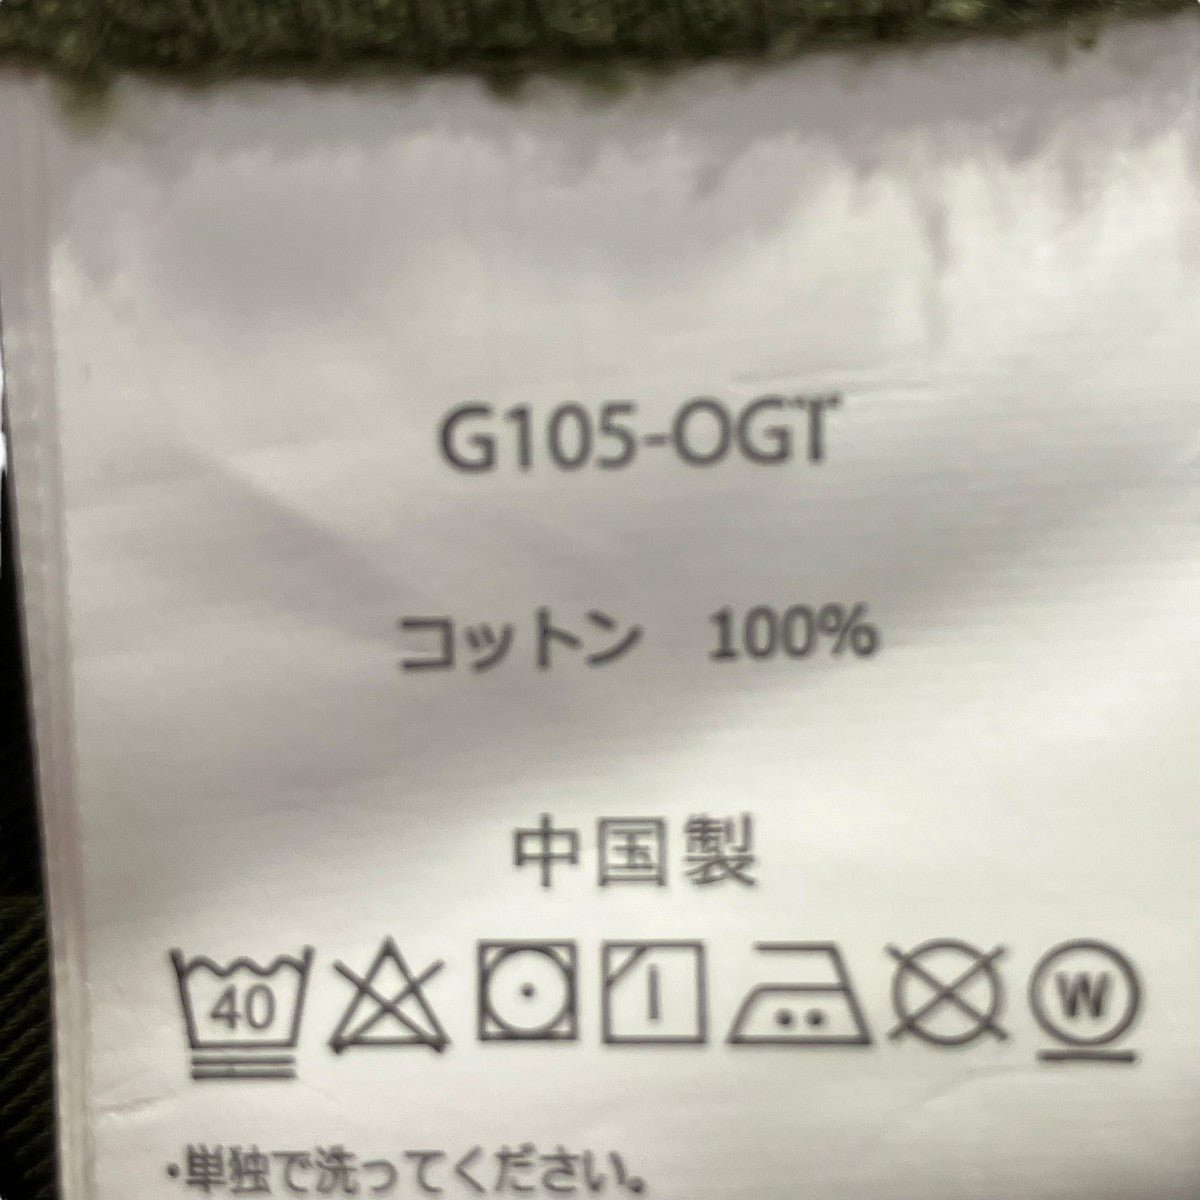 G105-OGT
コットン 100%
中国製
40 W
・単独で洗ってください。